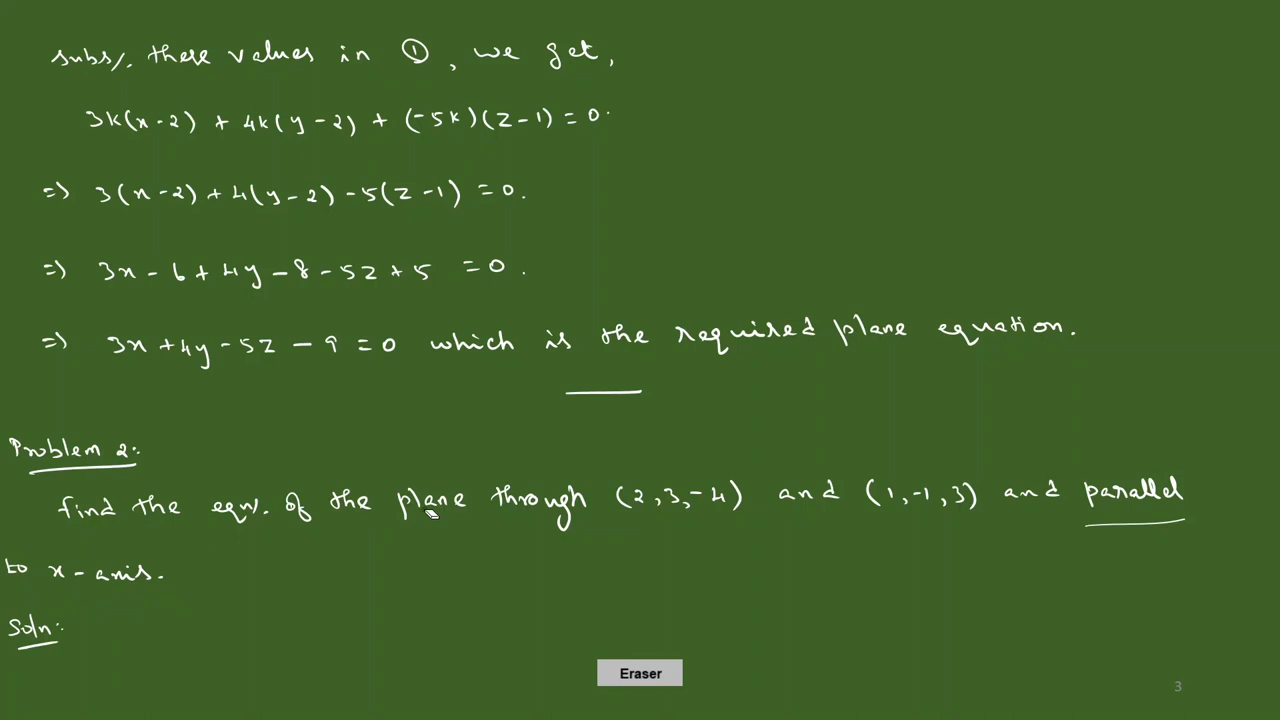 subs/. these values in ①, we get,
3k(x-2) + 4k(y-2) + (-5k)(z-1) = 0.
=) 3(x-2) + 4(y-2) - 5(z-1) = 0.
=) 3x - 6 + 4y - 8 - 5z + 5 = 0.
=) 3x + 4y - 5z - 9 = 0 which is the required plane equation.
Problem 2:
find the eqn. of the plane through (2,3,-4) and (1,-1,3) and parallel
to x-axis.
Soln:
Eraser
3